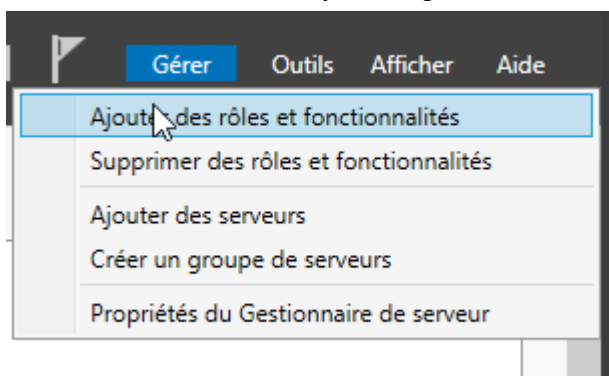 Gérer Outils Afficher Aide
Ajouter des rôles et fonctionnalités
Supprimer des rôles et fonctionnalités
Ajouter des serveurs
Créer un groupe de serveurs
Propriétés du Gestionnaire de serveur